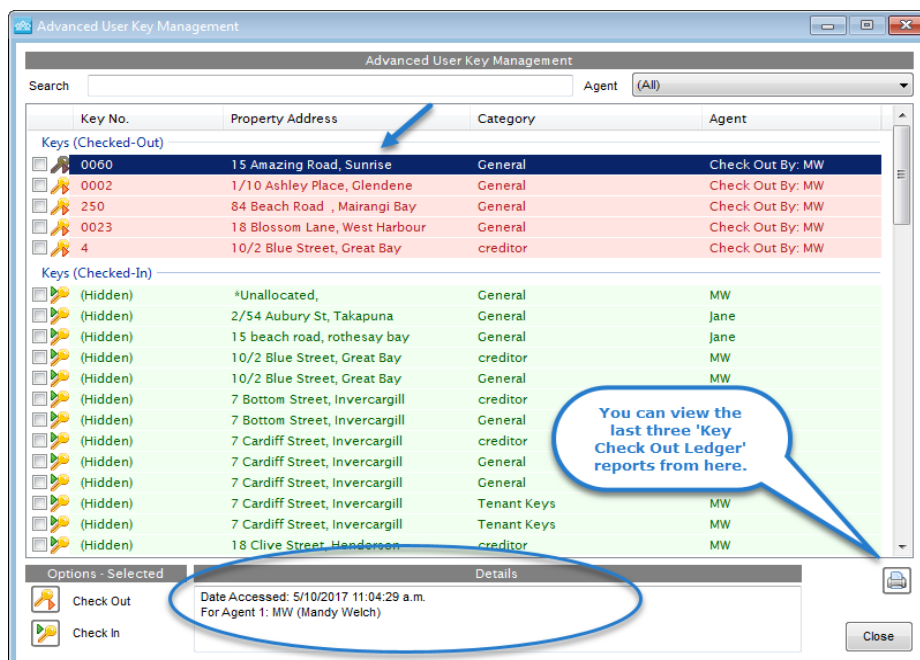 Advanced User Key Management
Advanced User Key Management
Search Agent (All)
Key No. Property Address Category Agent
Keys (Checked-Out)
0060 15 Amazing Road, Sunrise General Check Out By: MW
0002 1/10 Ashley Place, Glendene General Check Out By: MW
250 84 Beach Road , Mairangi Bay General Check Out By: MW
0023 18 Blossom Lane, West Harbour General Check Out By: MW
4 10/2 Blue Street, Great Bay creditor Check Out By: MW
Keys (Checked-In)
(Hidden) *Unallocated, General MW
(Hidden) 2/54 Aubury St, Takapuna General Jane
(Hidden) 15 beach road, rothesay bay General Jane
(Hidden) 10/2 Blue Street, Great Bay creditor MW
(Hidden) 10/2 Blue Street, Great Bay General MW
(Hidden) 7 Bottom Street, Invercargill creditor
(Hidden) 7 Bottom Street, Invercargill General
(Hidden) 7 Cardiff Street, Invercargill creditor
(Hidden) 7 Cardiff Street, Invercargill General
(Hidden) 7 Cardiff Street, Invercargill General
(Hidden) 7 Cardiff Street, Invercargill Tenant Keys MW
(Hidden) 7 Cardiff Street, Invercargill Tenant Keys MW
(Hidden) 18 Clive Street, Henderson creditor MW
You can view the
last three 'Key
Check Out Ledger'
reports from here.
Options - Selected Details
Check Out
Check In
Date Accessed: 5/10/2017 11:04:29 a.m.
For Agent 1: MW (Mandy Welch)
Close